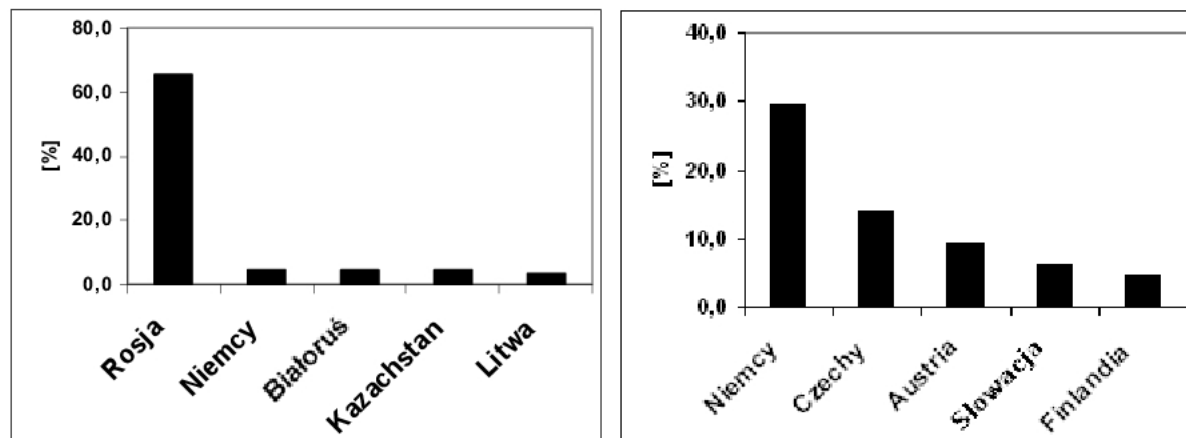 80,0
60,0
40,0
20,0
0,0
[%]
Rosja
Niemcy
Białoruś
Kazachstan
Litwa
40,0
30,0
20,0
10,0
0,0
[%]
Niemcy
Czechy
Austria
Słowacja
Finlandia